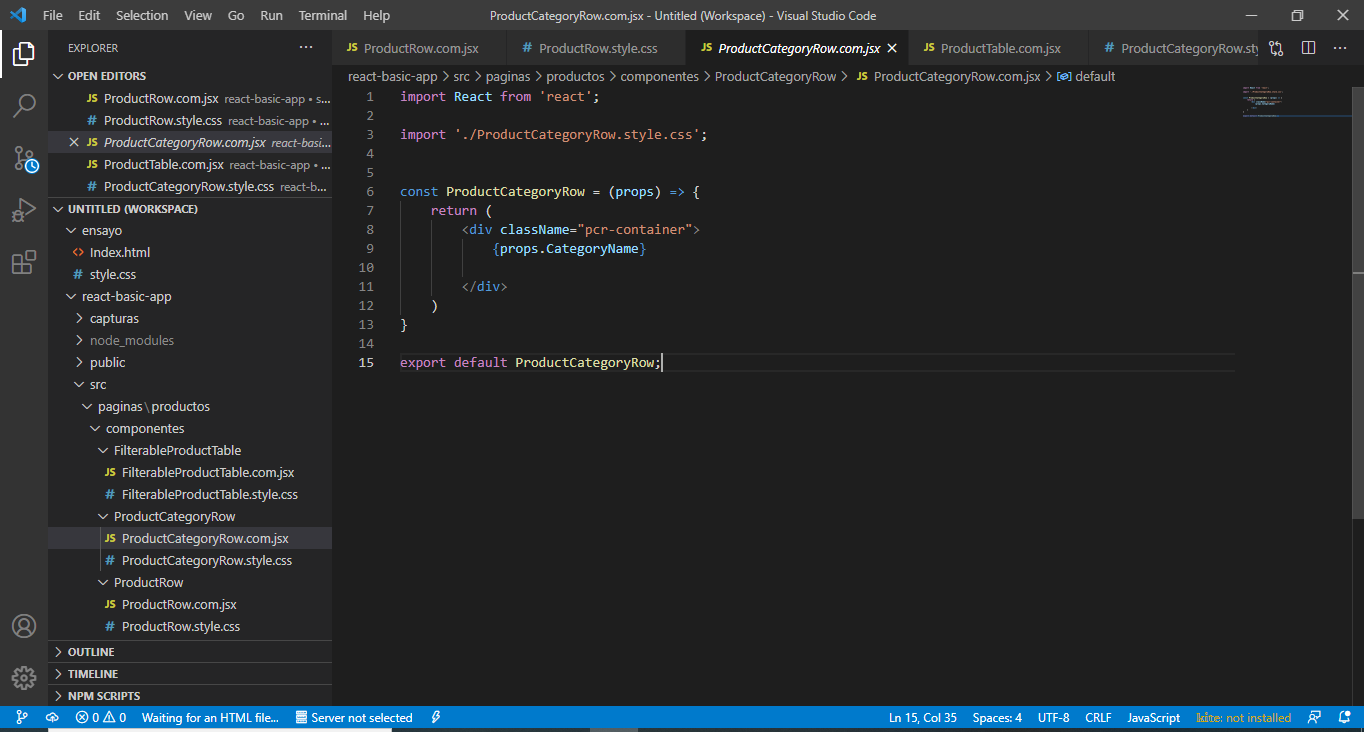 File Edit Selection View Go Run Terminal Help ProductCategoryRow.com.jsx - Untitled (Workspace) - Visual Studio Code
EXPLORER ···
OPEN EDITORS
JS ProductRow.com.jsx react-basic-app • s...
# ProductRow.style.css react-basic-app • ...
JS ProductCategoryRow.com.jsx react-basi...
JS ProductTable.com.jsx react-basic-app • ...
# ProductCategoryRow.style.css react-b...
UNTITLED (WORKSPACE)
ensayo
<> Index.html
# style.css
react-basic-app
capturas
node_modules
public
src
paginas\productos
componentes
FilterableProductTable
JS FilterableProductTable.com.jsx
# FilterableProductTable.style.css
ProductCategoryRow
JS ProductCategoryRow.com.jsx
# ProductCategoryRow.style.css
ProductRow
JS ProductRow.com.jsx
# ProductRow.style.css
OUTLINE
TIMELINE
NPM SCRIPTS
JS ProductRow.com.jsx # ProductRow.style.css JS ProductCategoryRow.com.jsx JS ProductTable.com.jsx # ProductCategoryRow.sty
react-basic-app > src > paginas > productos > componentes > ProductCategoryRow > JS ProductCategoryRow.com.jsx > default
1 import React from 'react';
2
3 import './ProductCategoryRow.style.css';
4
5
6 const ProductCategoryRow = (props) => {
7 return (
8 <div className="pcr-container">
9 {props.CategoryName}
10
11 </div>
12 )
13 }
14
15 export default ProductCategoryRow;
0 0 Waiting for an HTML file... Server not selected Ln 15, Col 35 Spaces: 4 UTF-8 CRLF JavaScript kite: not installed